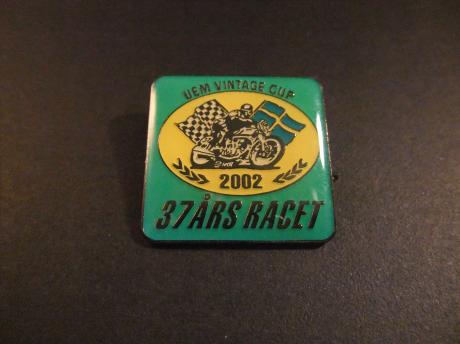 UEM VINTAGE CUP
2002
37ÅRS RACET